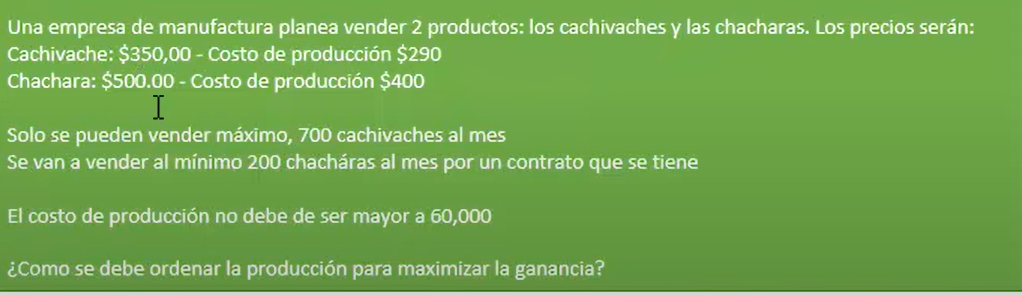 Una empresa de manufactura planea vender 2 productos: los cachivaches y las chacharas. Los precios serán:
Cachivache: $350,00 - Costo de producción $290
Chachara: $500.00 - Costo de producción $400
Solo se pueden vender máximo, 700 cachivaches al mes
Se van a vender al mínimo 200 chacháras al mes por un contrato que se tiene
El costo de producción no debe de ser mayor a 60,000
¿Como se debe ordenar la producción para maximizar la ganancia?